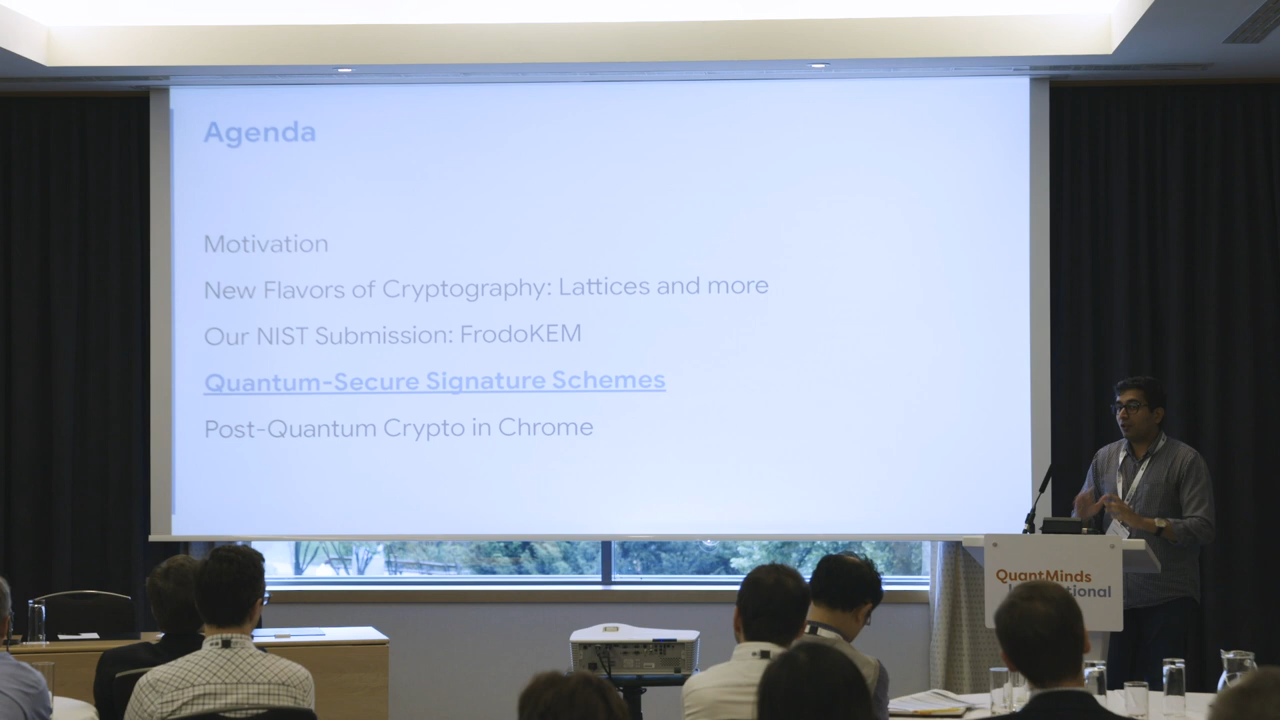 Agenda
Motivation
New Flavors of Cryptography: Lattices and more
Our NIST Submission: FrodoKEM
Quantum-Secure Signature Schemes
Post-Quantum Crypto in Chrome
QuantMinds